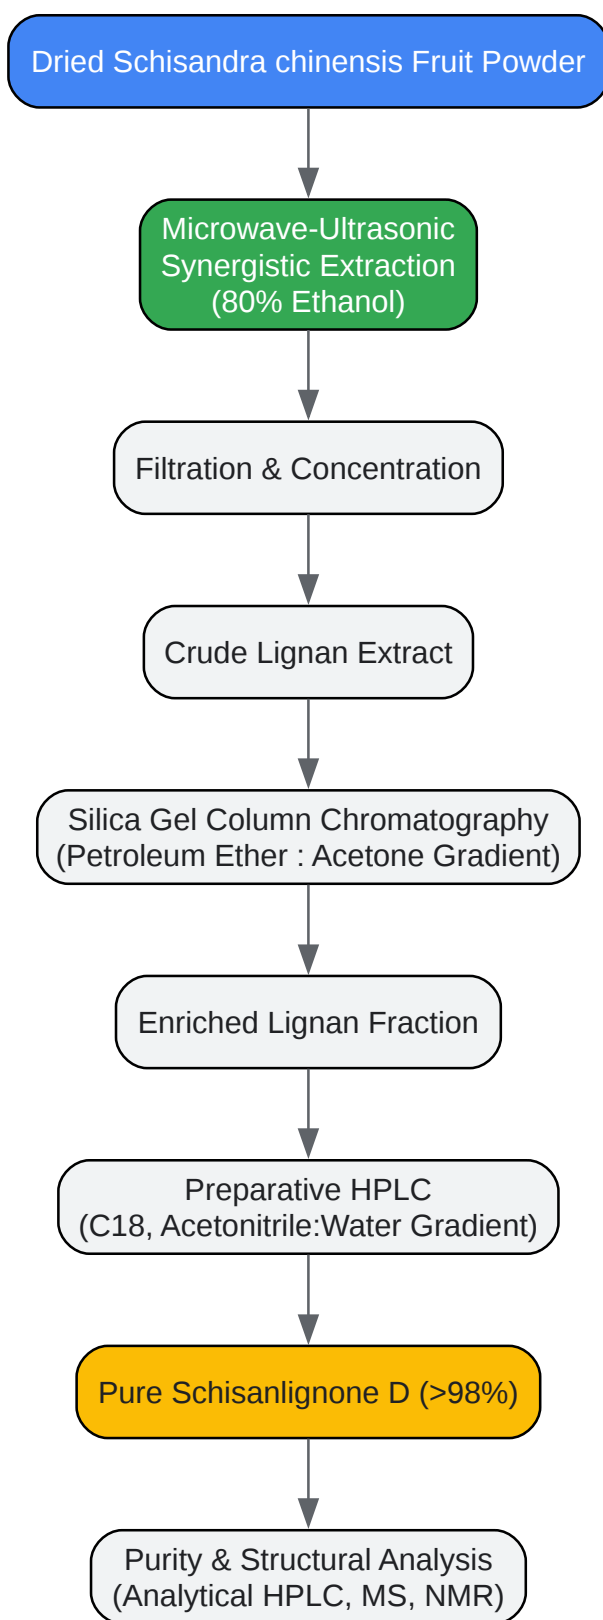 Dried Schisandra chinensis Fruit Powder
Microwave-Ultrasonic
Synergistic Extraction
(80% Ethanol)
Filtration & Concentration
Crude Lignan Extract
Silica Gel Column Chromatography
(Petroleum Ether : Acetone Gradient)
Enriched Lignan Fraction
Preparative HPLC
(C18, Acetonitrile:Water Gradient)
Pure Schisanlignone D (>98%)
Purity & Structural Analysis
(Analytical HPLC, MS, NMR)